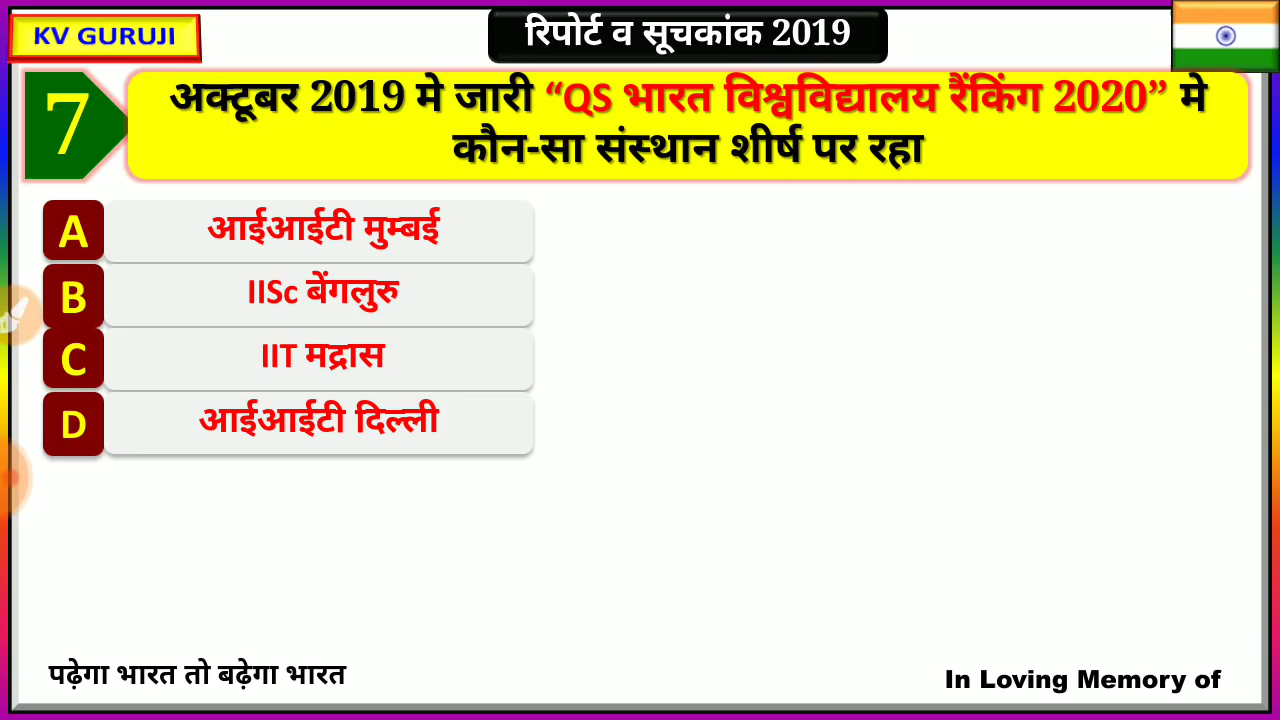 KV GURUJI
रिपोर्ट व सूचकांक 2019
7
अक्टूबर 2019 मे जारी “QS भारत विश्वविद्यालय रैंकिंग 2020” मे
कौन-सा संस्थान शीर्ष पर रहा
A आईआईटी मुम्बई
B IISc बेंगलुरु
C IIT मद्रास
D आईआईटी दिल्ली
पढ़ेगा भारत तो बढ़ेगा भारत
In Loving Memory of